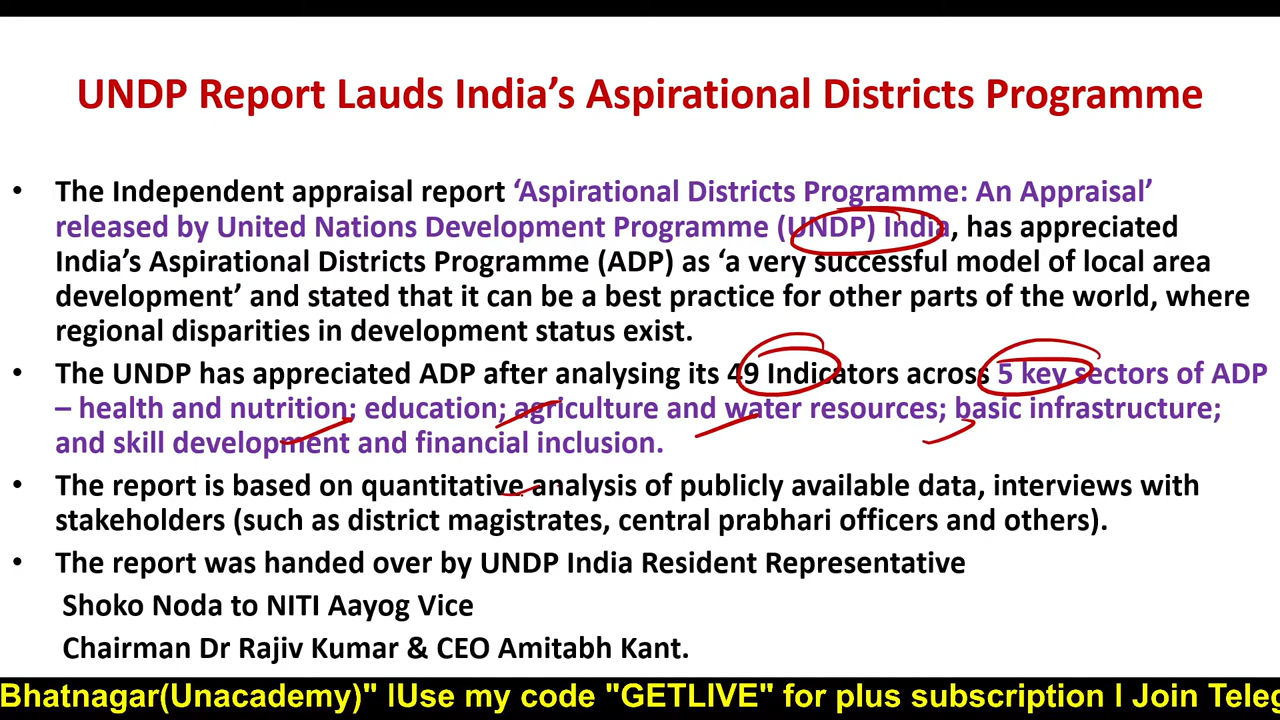 UNDP Report Lauds India's Aspirational Districts Programme
• The Independent appraisal report ‘Aspirational Districts Programme: An Appraisal’
released by United Nations Development Programme (UNDP) India, has appreciated
India’s Aspirational Districts Programme (ADP) as ‘a very successful model of local area
development’ and stated that it can be a best practice for other parts of the world, where
regional disparities in development status exist.
• The UNDP has appreciated ADP after analysing its 49 Indicators across 5 key sectors of ADP
– health and nutrition; education; agriculture and water resources; basic infrastructure;
and skill development and financial inclusion.
• The report is based on quantitative analysis of publicly available data, interviews with
stakeholders (such as district magistrates, central prabhari officers and others).
• The report was handed over by UNDP India Resident Representative
Shoko Noda to NITI Aayog Vice
Chairman Dr Rajiv Kumar & CEO Amitabh Kant.
Bhatnagar(Unacademy)" lUse my code "GETLIVE" for plus subscription l Join Teleg